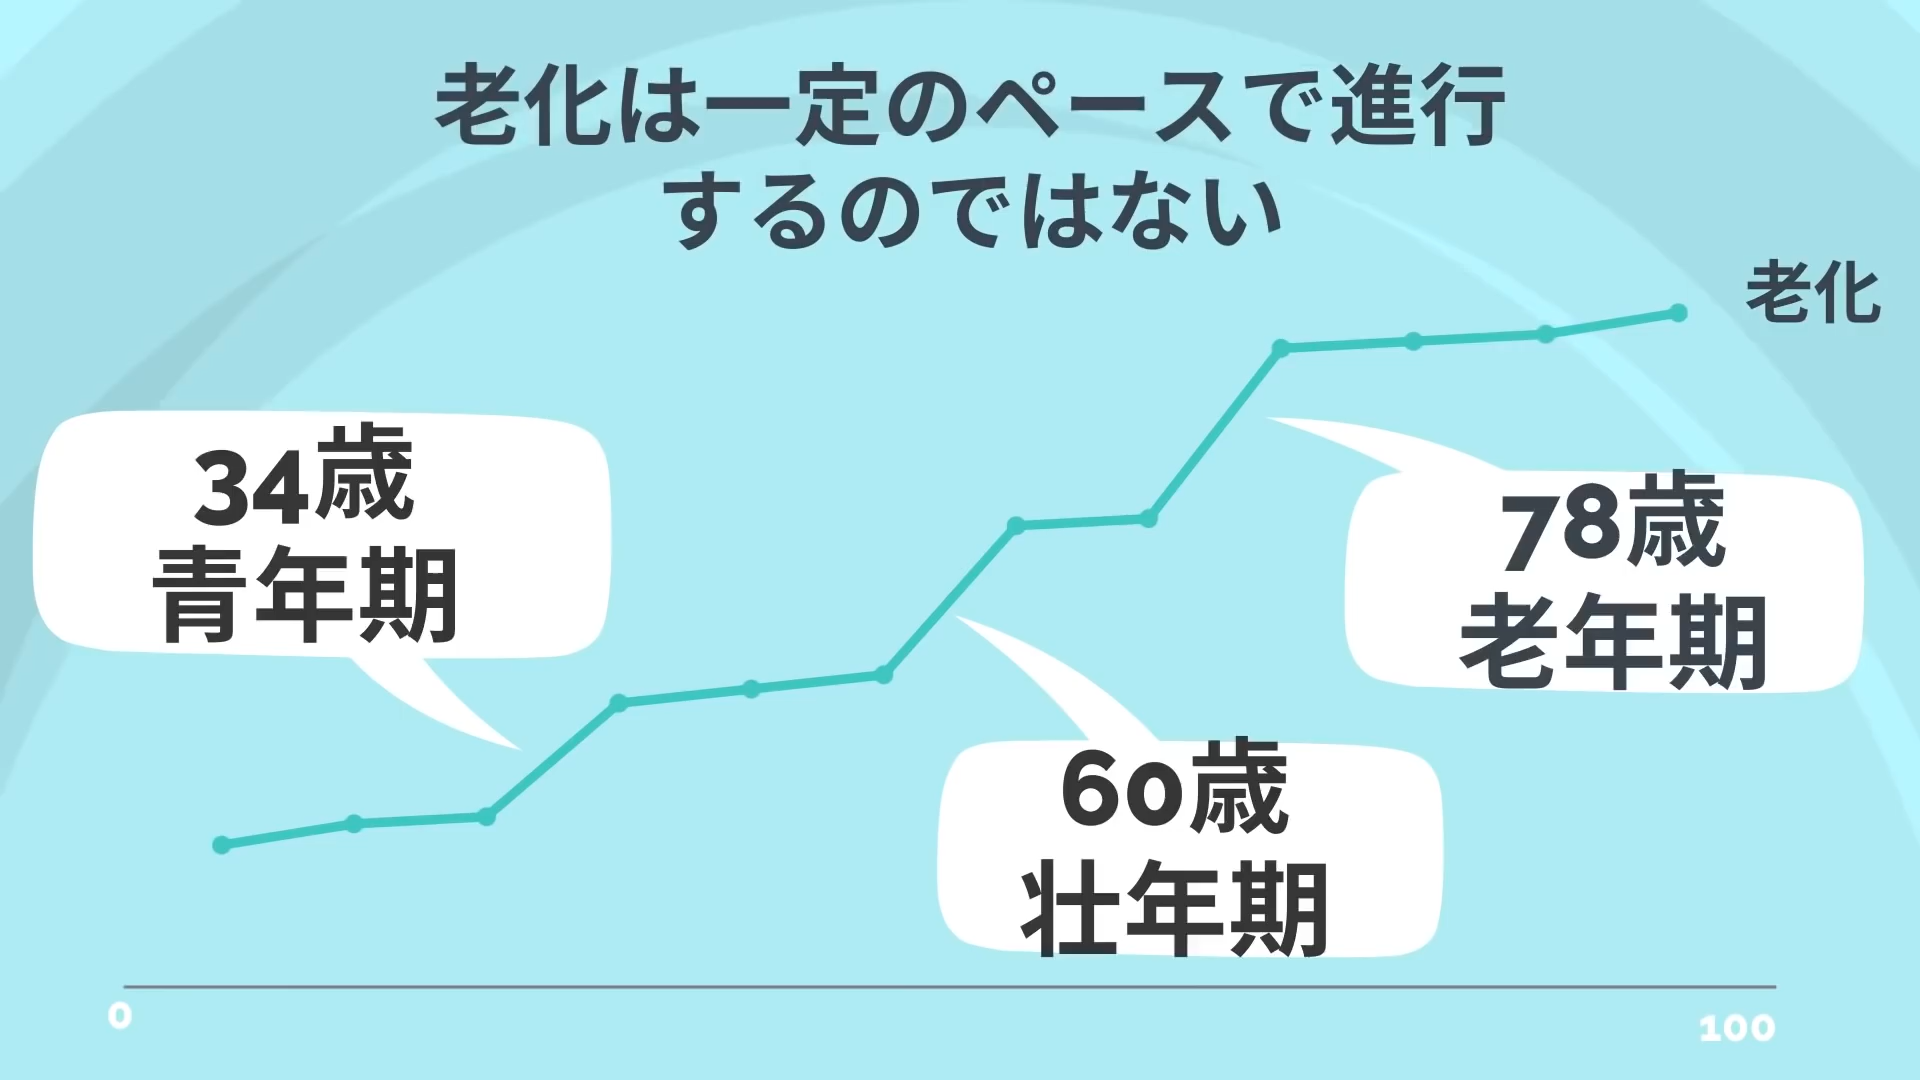 老化は一定のペースで進行
するのではない
老化
34歳
青年期
78歳
老年期
60歳
壮年期
0
100